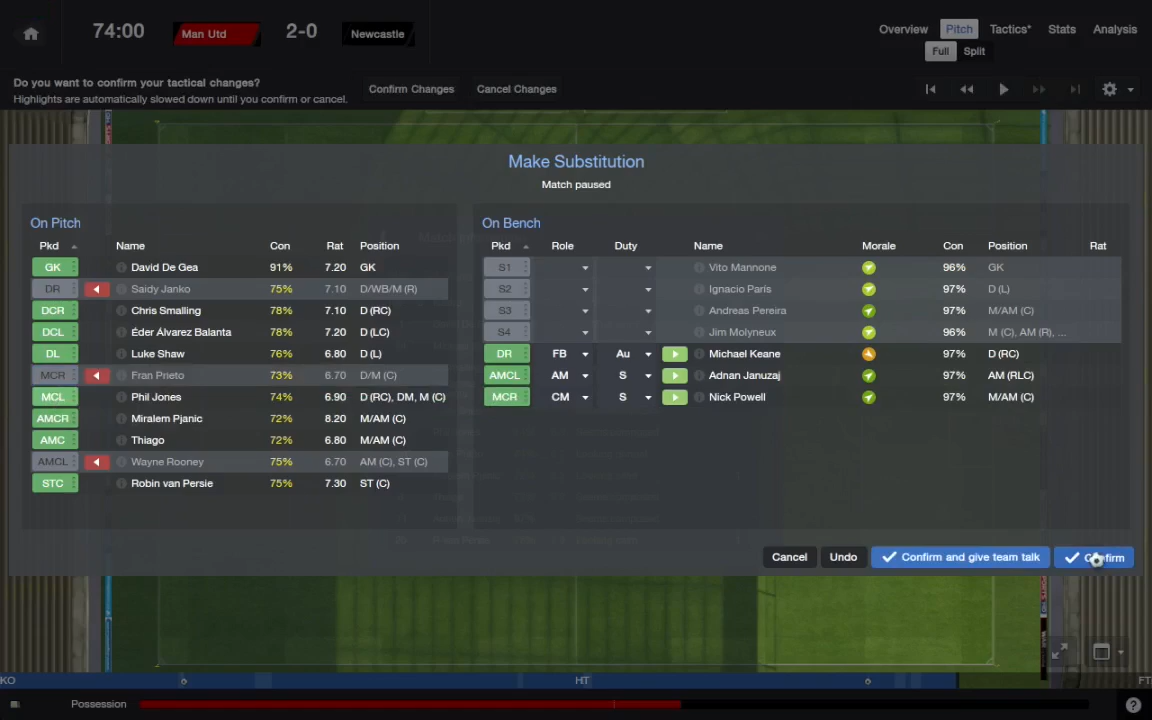 74:00 Man Utd 2-0 Newcastle
Overview Pitch Tactics* Stats Analysis
Full Split
Do you want to confirm your tactical changes?
Highlights are automatically slowed down until you confirm or cancel.
Confirm Changes Cancel Changes
Make Substitution
Match paused
On Pitch
Pkd Name Con Rat Position
GK David De Gea 91% 7.20 GK
DR Saidy Janko 75% 7.10 D/WB/M (R)
DCR Chris Smalling 78% 7.10 D (RC)
DCL Éder Álvarez Balanta 78% 7.20 D (LC)
DL Luke Shaw 76% 6.80 D (L)
MCR Fran Prieto 73% 6.70 D/M (C)
MCL Phil Jones 74% 6.90 D (RC), DM, M (C)
AMCR Miralem Pjanic 72% 8.20 M/AM (C)
AMC Thiago 72% 6.80 M/AM (C)
AMCL Wayne Rooney 75% 6.70 AM (C), ST (C)
STC Robin van Persie 75% 7.30 ST (C)
On Bench
Pkd Role Duty Name Morale Con Position Rat
S1 Vito Mannone 96% GK
S2 Ignacio París 97% D (L)
S3 Andreas Pereira 97% M/AM (C)
S4 Jim Molyneux 96% M (C), AM (R), ...
DR FB Au Michael Keane 97% D (RC)
AMCL AM S Adnan Januzaj 97% AM (RLC)
MCR CM S Nick Powell 97% M/AM (C)
Cancel Undo Confirm and give team talk Confirm
KO HT FT
Possession
?